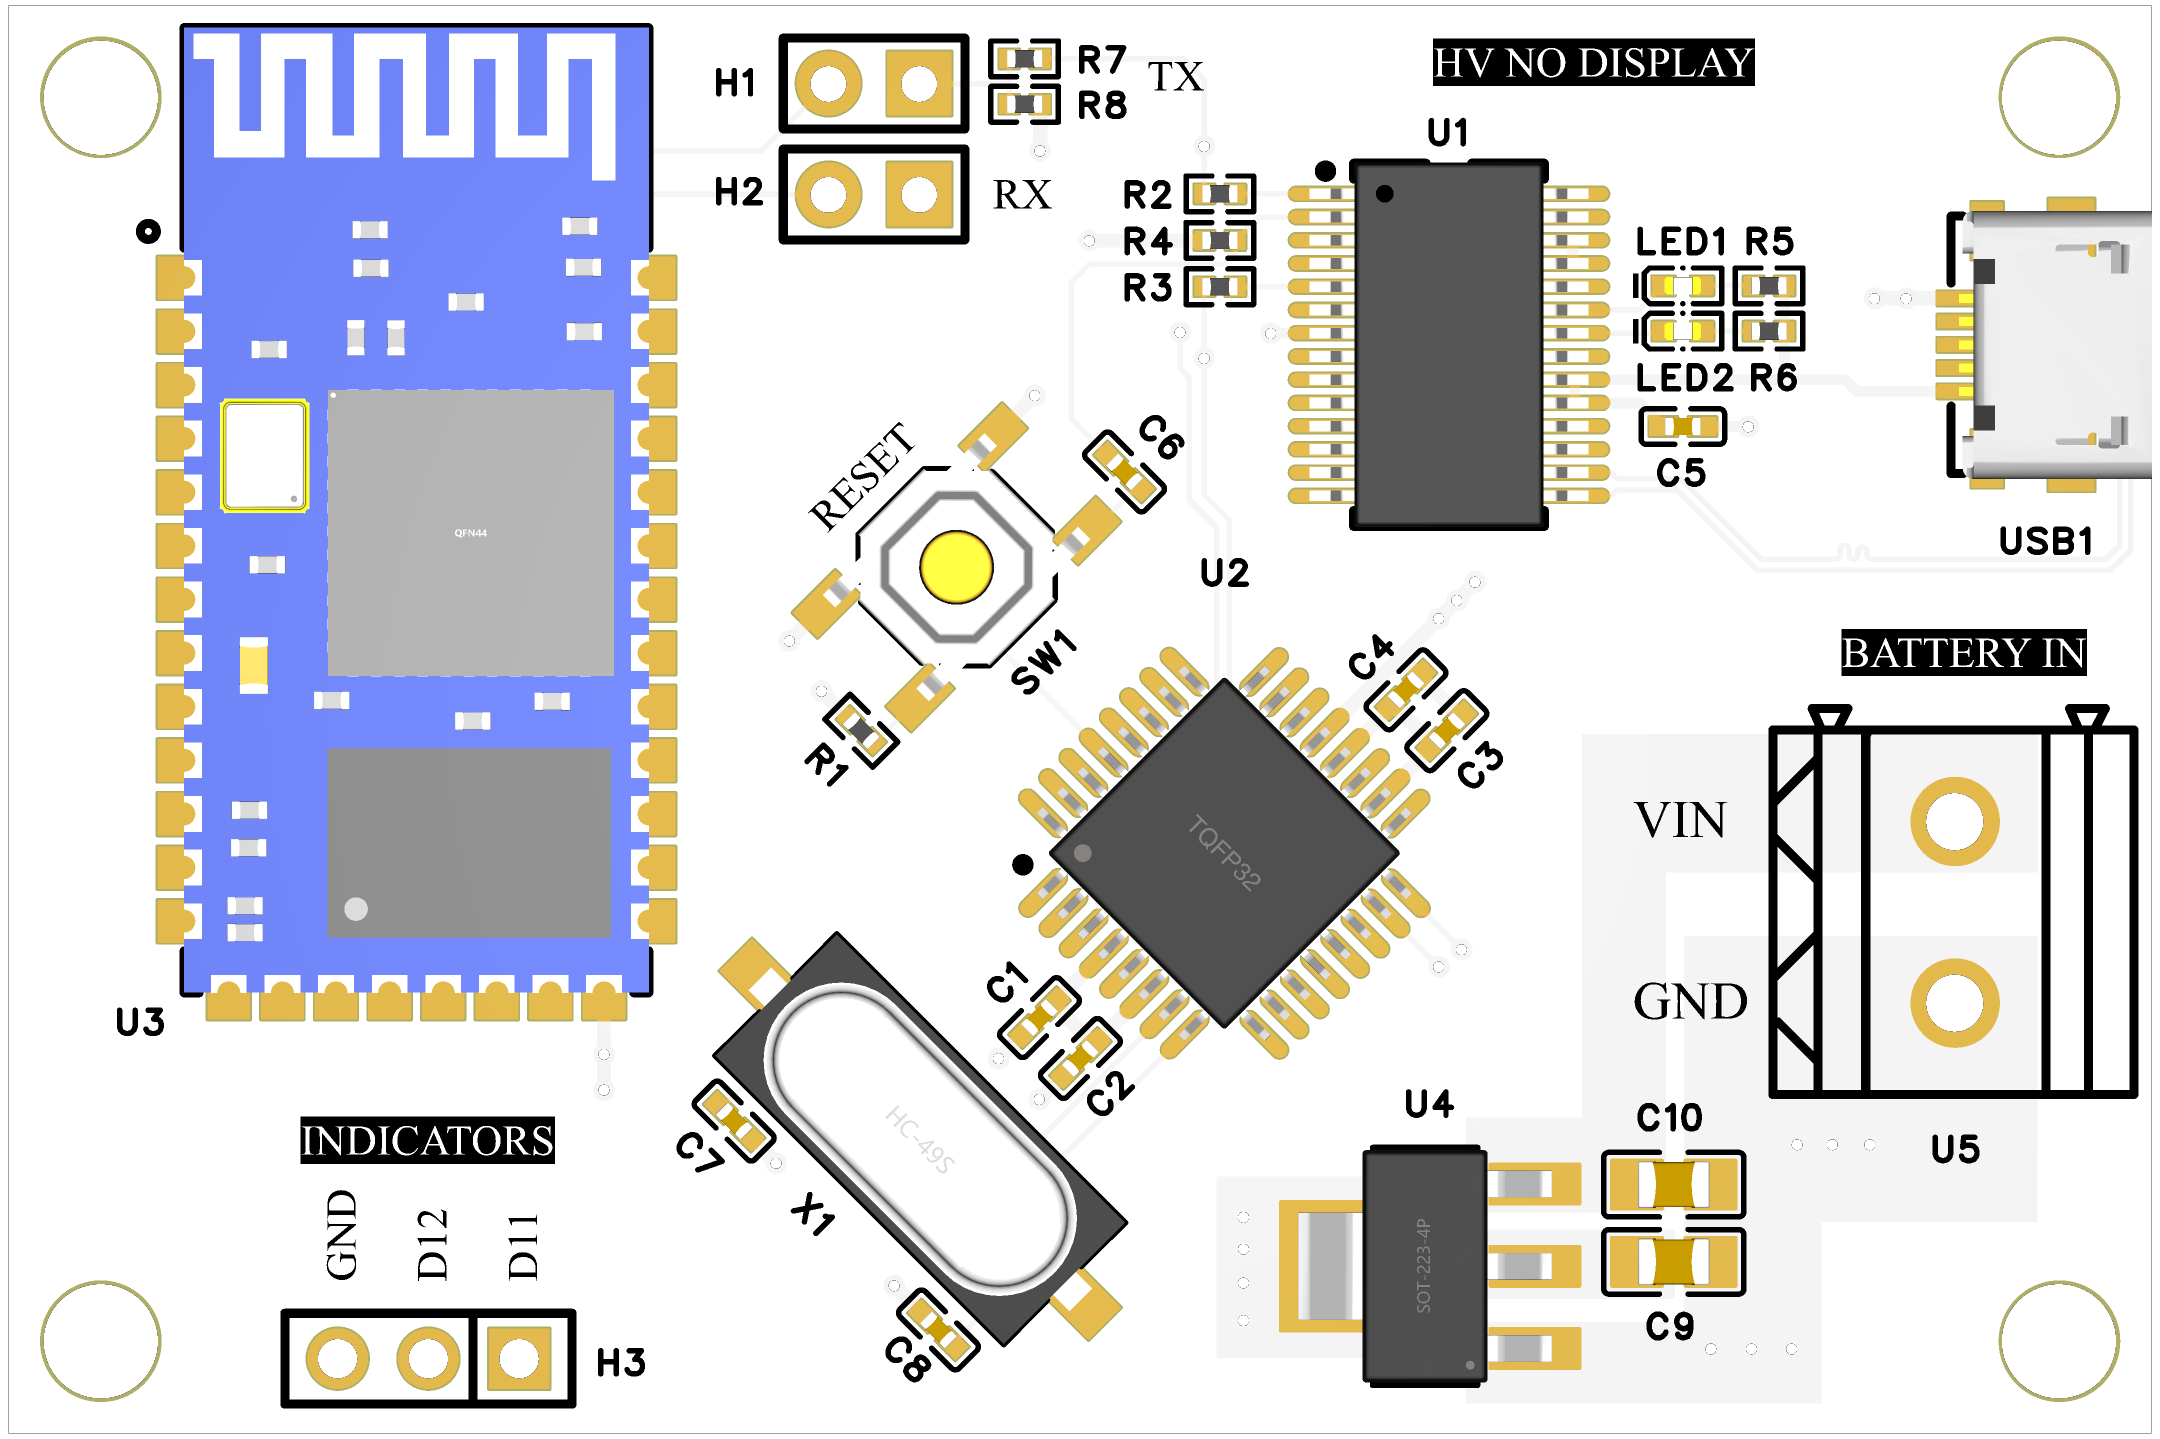 H1
R7
TX
R8
HV NO DISPLAY
U1
H2
RX
R2
R4
R3
LED1 R5
LED2 R6
C5
USB1
C6
RESET
QFN44
SW1
U2
R1
C4
C3
BATTERY IN
VIN
GND
U5
TQFP32
C1
C2
U3
HC-49S
C7
X1
C8
U4
C10
SOT-223-4P
C9
INDICATORS
GND
D12
D11
H3